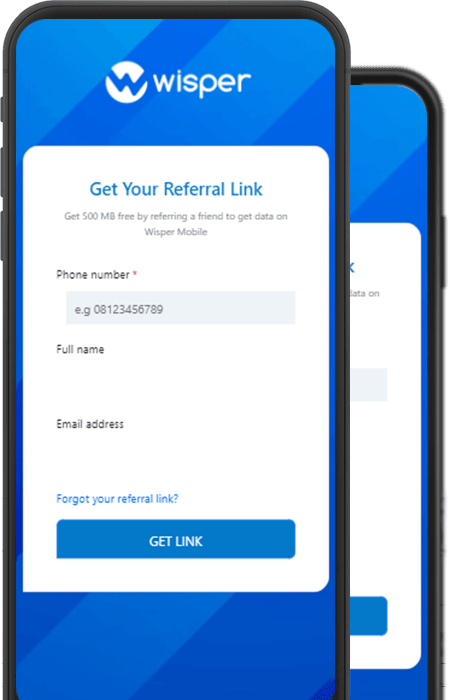 wisper
Get Your Referral Link
Get 500 MB free by referring a friend to get data on
Wisper Mobile
Phone number *
e.g 08123456789
Full name
Email address
Forgot your referral link?
GET LINK
data on